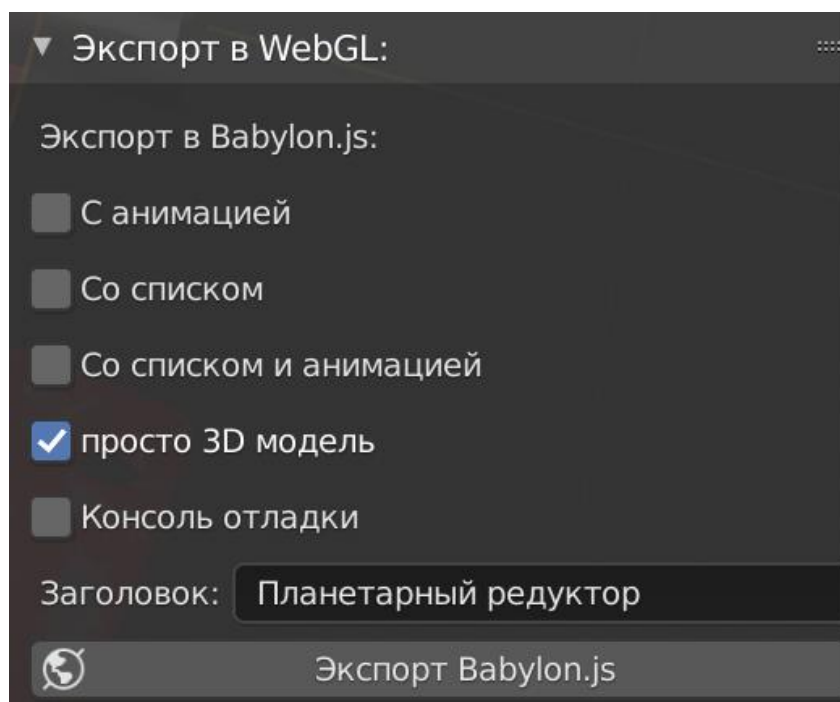 Экспорт в WebGL:
Экспорт в Babylon.js:
С анимацией
Со списком
Со списком и анимацией
просто 3D модель
Консоль отладки
Заголовок: Планетарный редуктор
Экспорт Babylon.js